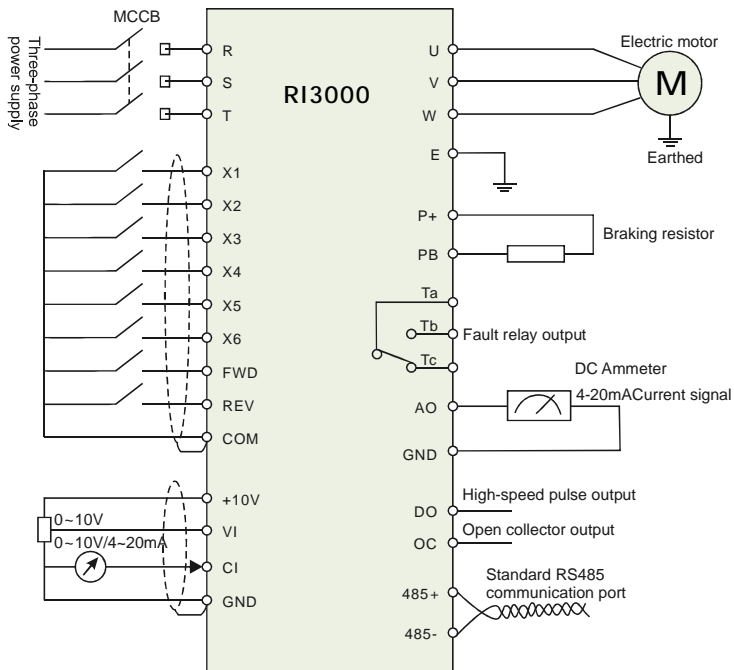 MCCB
Three-phase
power supply
R
S
T
RI3000
U
V
W
Electric motor
M
Earthed
E
X1
X2
X3
X4
X5
X6
FWD
REV
COM
P+
PB
Braking resistor
Ta
Tb
Tc
Fault relay output
DC Ammeter
4-20mACurrent signal
AO
GND
+10V
0~10V
VI
0~10V/4~20mA
CI
GND
High-speed pulse output
DO
Open collector output
OC
Standard RS485
communication port
485+
485-